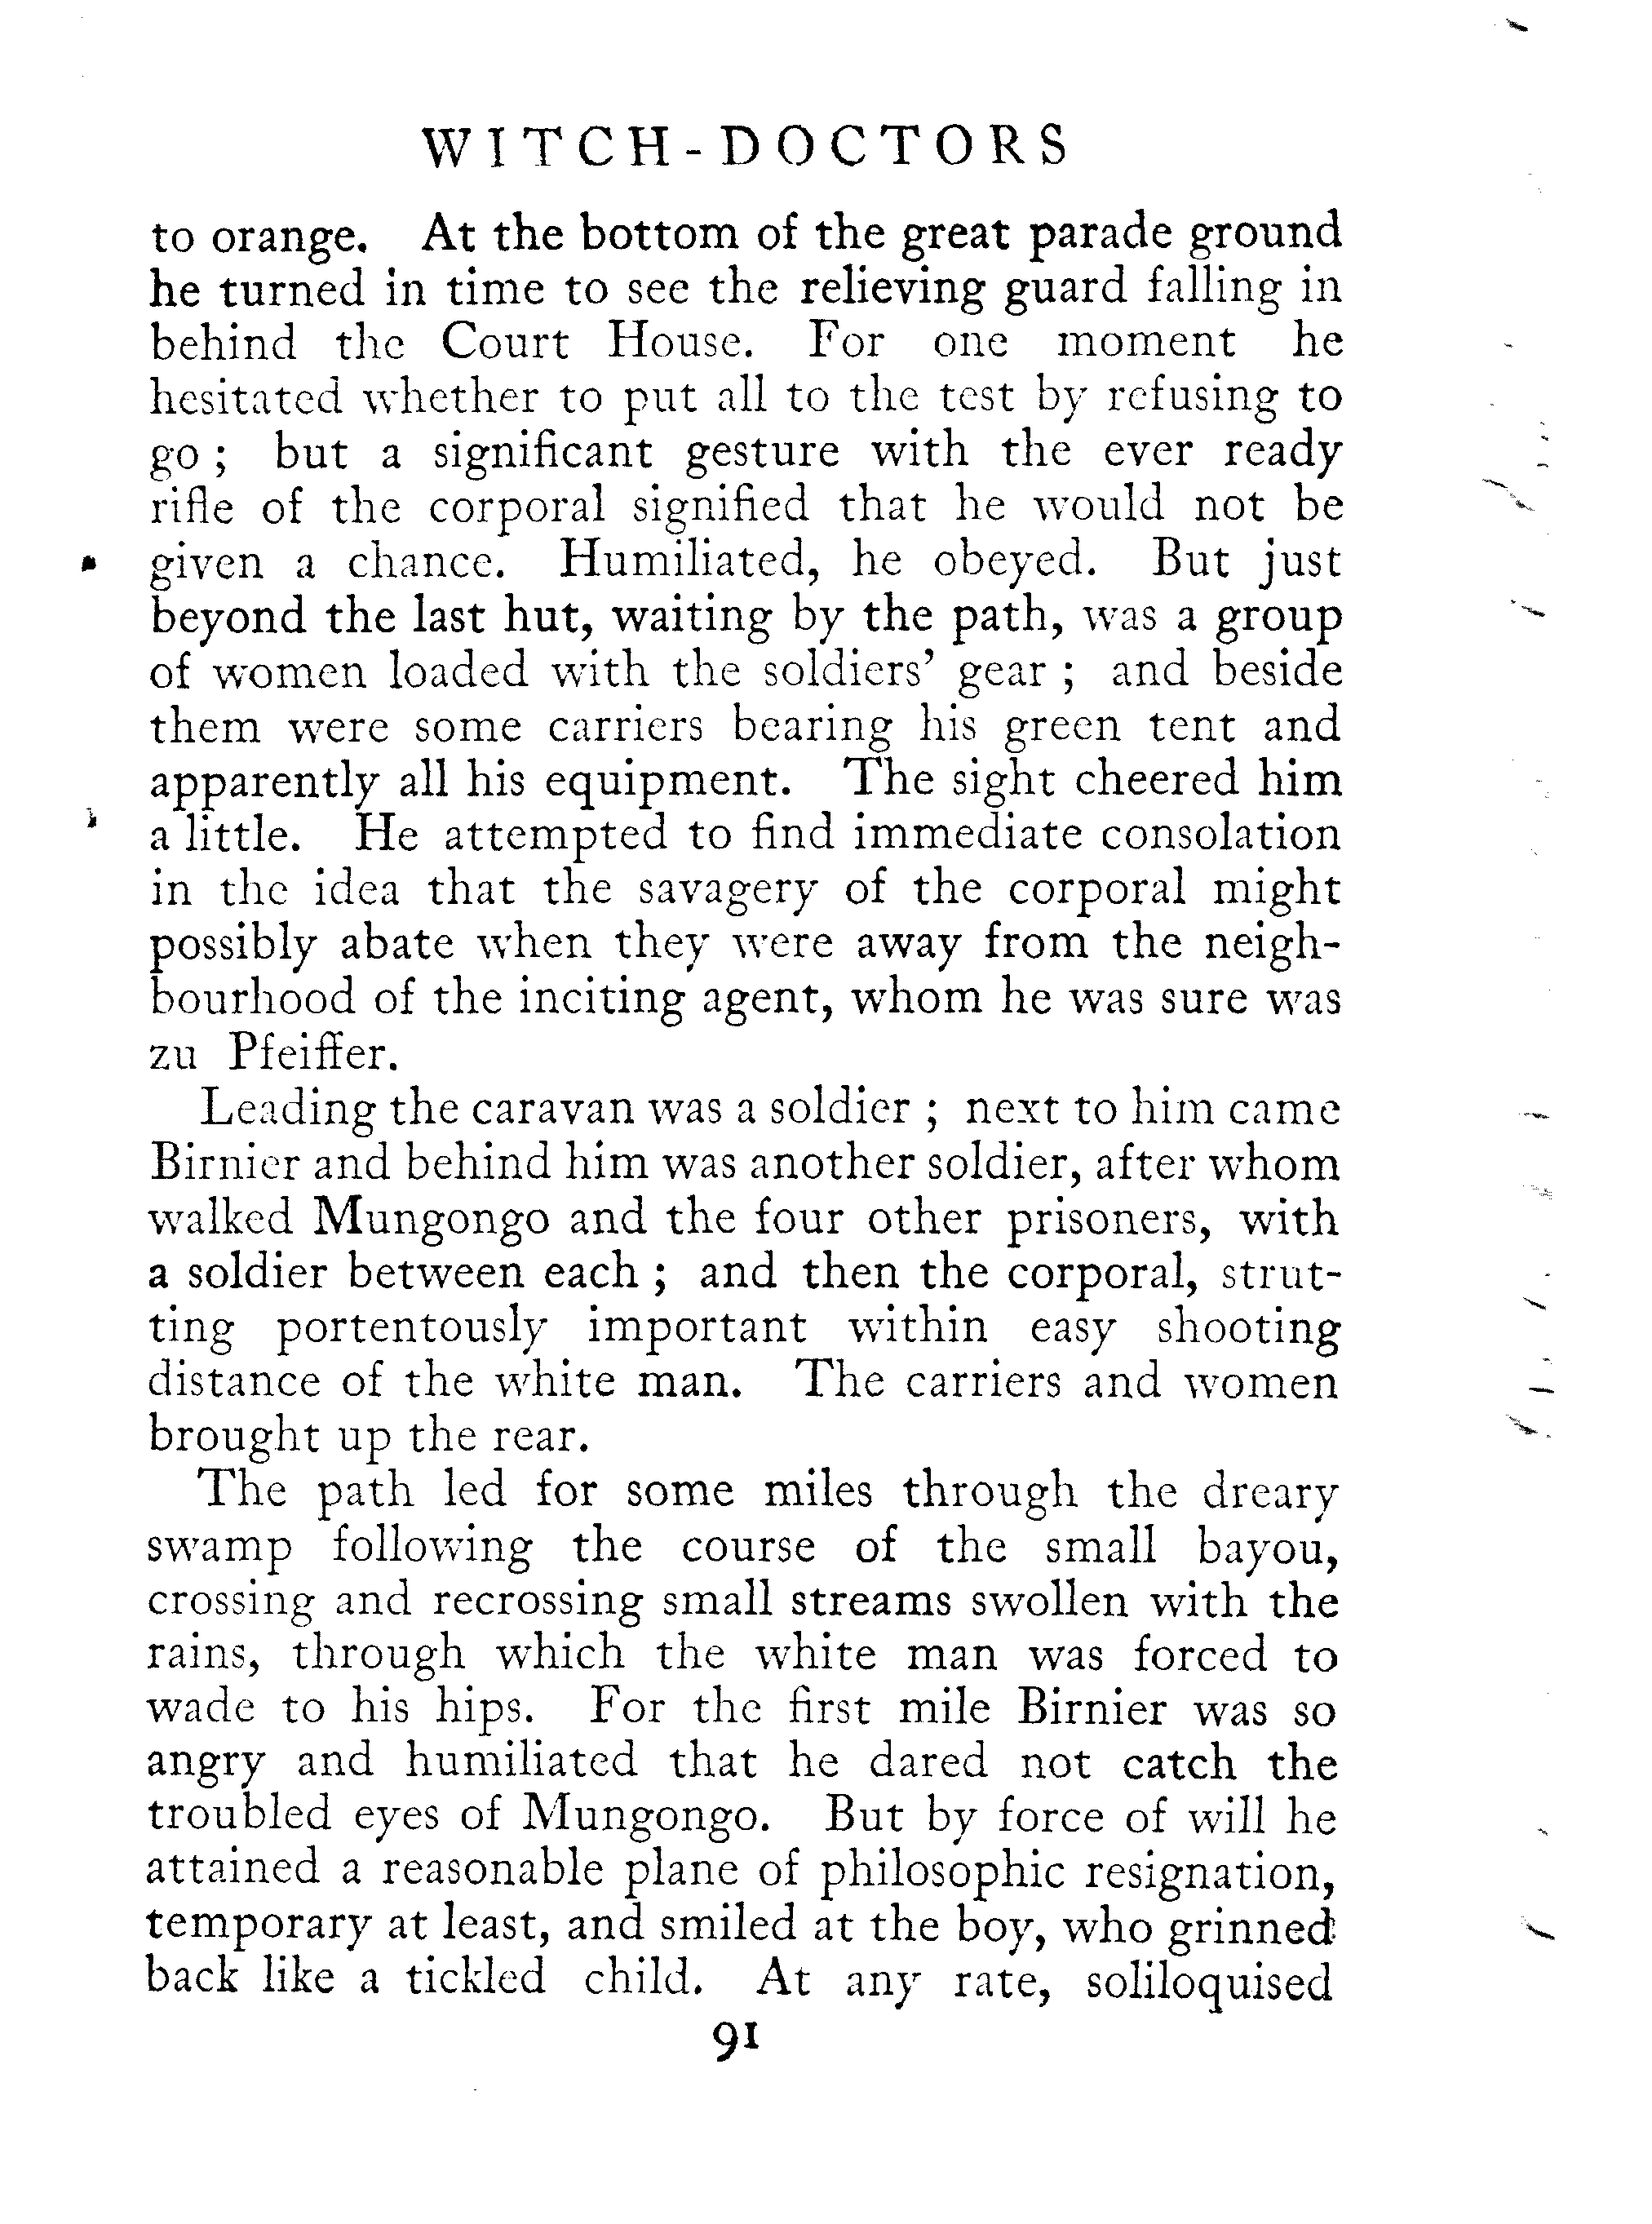 WITCH-DOCTORS
to orange. At the bottom of the great parade ground
he turned in time to see the relieving guard falling in
behind the Court House. For one moment he
hesitated whether to put all to the test by refusing to
go ; but a significant gesture with the ever ready
rifle of the corporal signified that he would not be
given a chance. Humiliated, he obeyed. But just
beyond the last hut, waiting by the path, was a group
of women loaded with the soldiers’ gear ; and beside
them were some carriers bearing his green tent and
apparently all his equipment. The sight cheered him
a little. He attempted to find immediate consolation
in the idea that the savagery of the corporal might
possibly abate when they were away from the neigh-
bourhood of the inciting agent, whom he was sure was
zu Pfeiffer.
Leading the caravan was a soldier ; next to him came
Birnier and behind him was another soldier, after whom
walked Mungongo and the four other prisoners, with
a soldier between each ; and then the corporal, strut-
ting portentously important within easy shooting
distance of the white man. The carriers and women
brought up the rear.
The path led for some miles through the dreary
swamp following the course of the small bayou,
crossing and recrossing small streams swollen with the
rains, through which the white man was forced to
wade to his hips. For the first mile Birnier was so
angry and humiliated that he dared not catch the
troubled eyes of Mungongo. But by force of will he
attained a reasonable plane of philosophic resignation,
temporary at least, and smiled at the boy, who grinned
back like a tickled child. At any rate, soliloquised
91